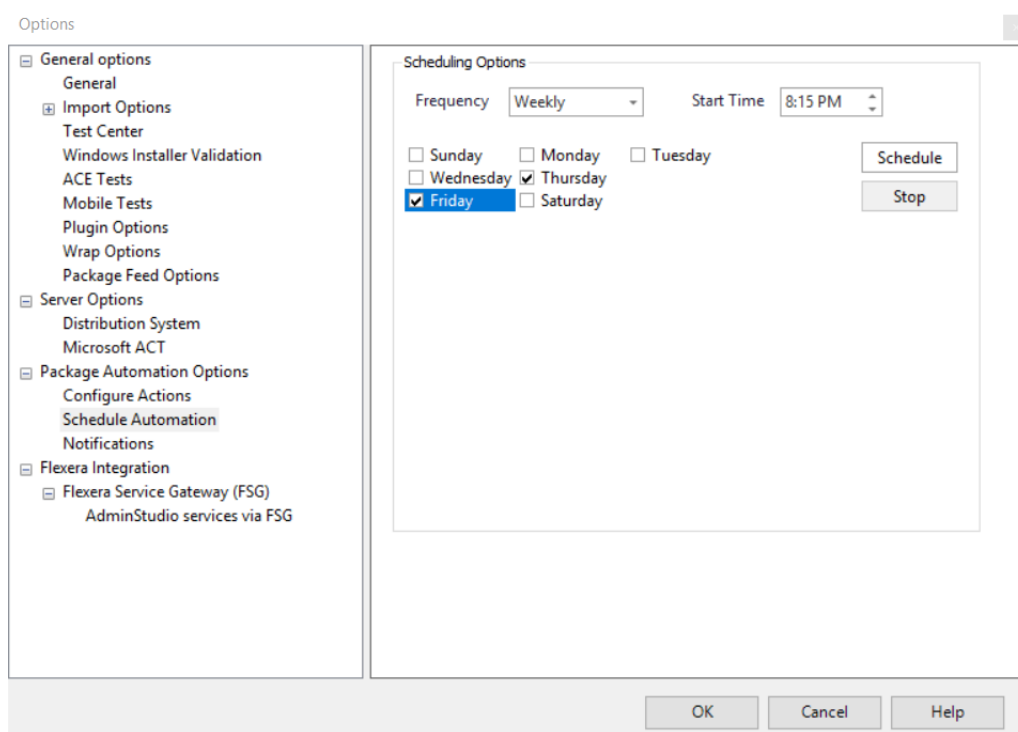 Options
General options
General
Import Options
Test Center
Windows Installer Validation
ACE Tests
Mobile Tests
Plugin Options
Wrap Options
Package Feed Options
Server Options
Distribution System
Microsoft ACT
Package Automation Options
Configure Actions
Schedule Automation
Notifications
Flexera Integration
Flexera Service Gateway (FSG)
AdminStudio services via FSG
Scheduling Options
Frequency Weekly Start Time 8:15 PM
Sunday Monday Tuesday Schedule
Wednesday Thursday
Friday Saturday Stop
OK Cancel Help